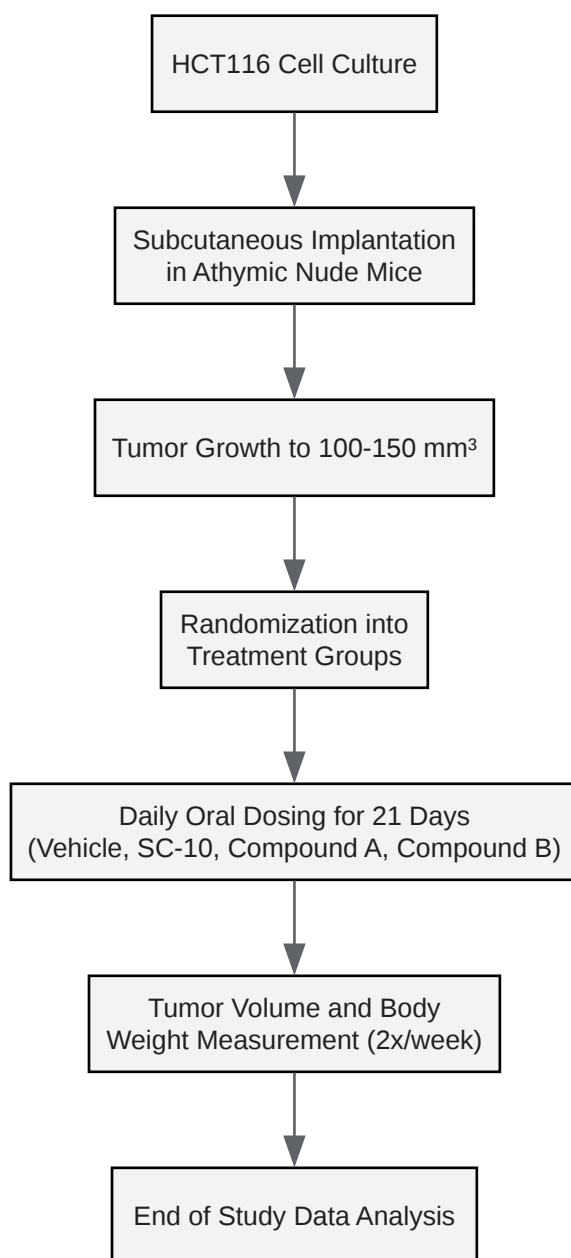 HCT116 Cell Culture
Subcutaneous Implantation
in Athymic Nude Mice
Tumor Growth to 100-150 mm³
Randomization into
Treatment Groups
Daily Oral Dosing for 21 Days
(Vehicle, SC-10, Compound A, Compound B)
Tumor Volume and Body
Weight Measurement (2x/week)
End of Study Data Analysis